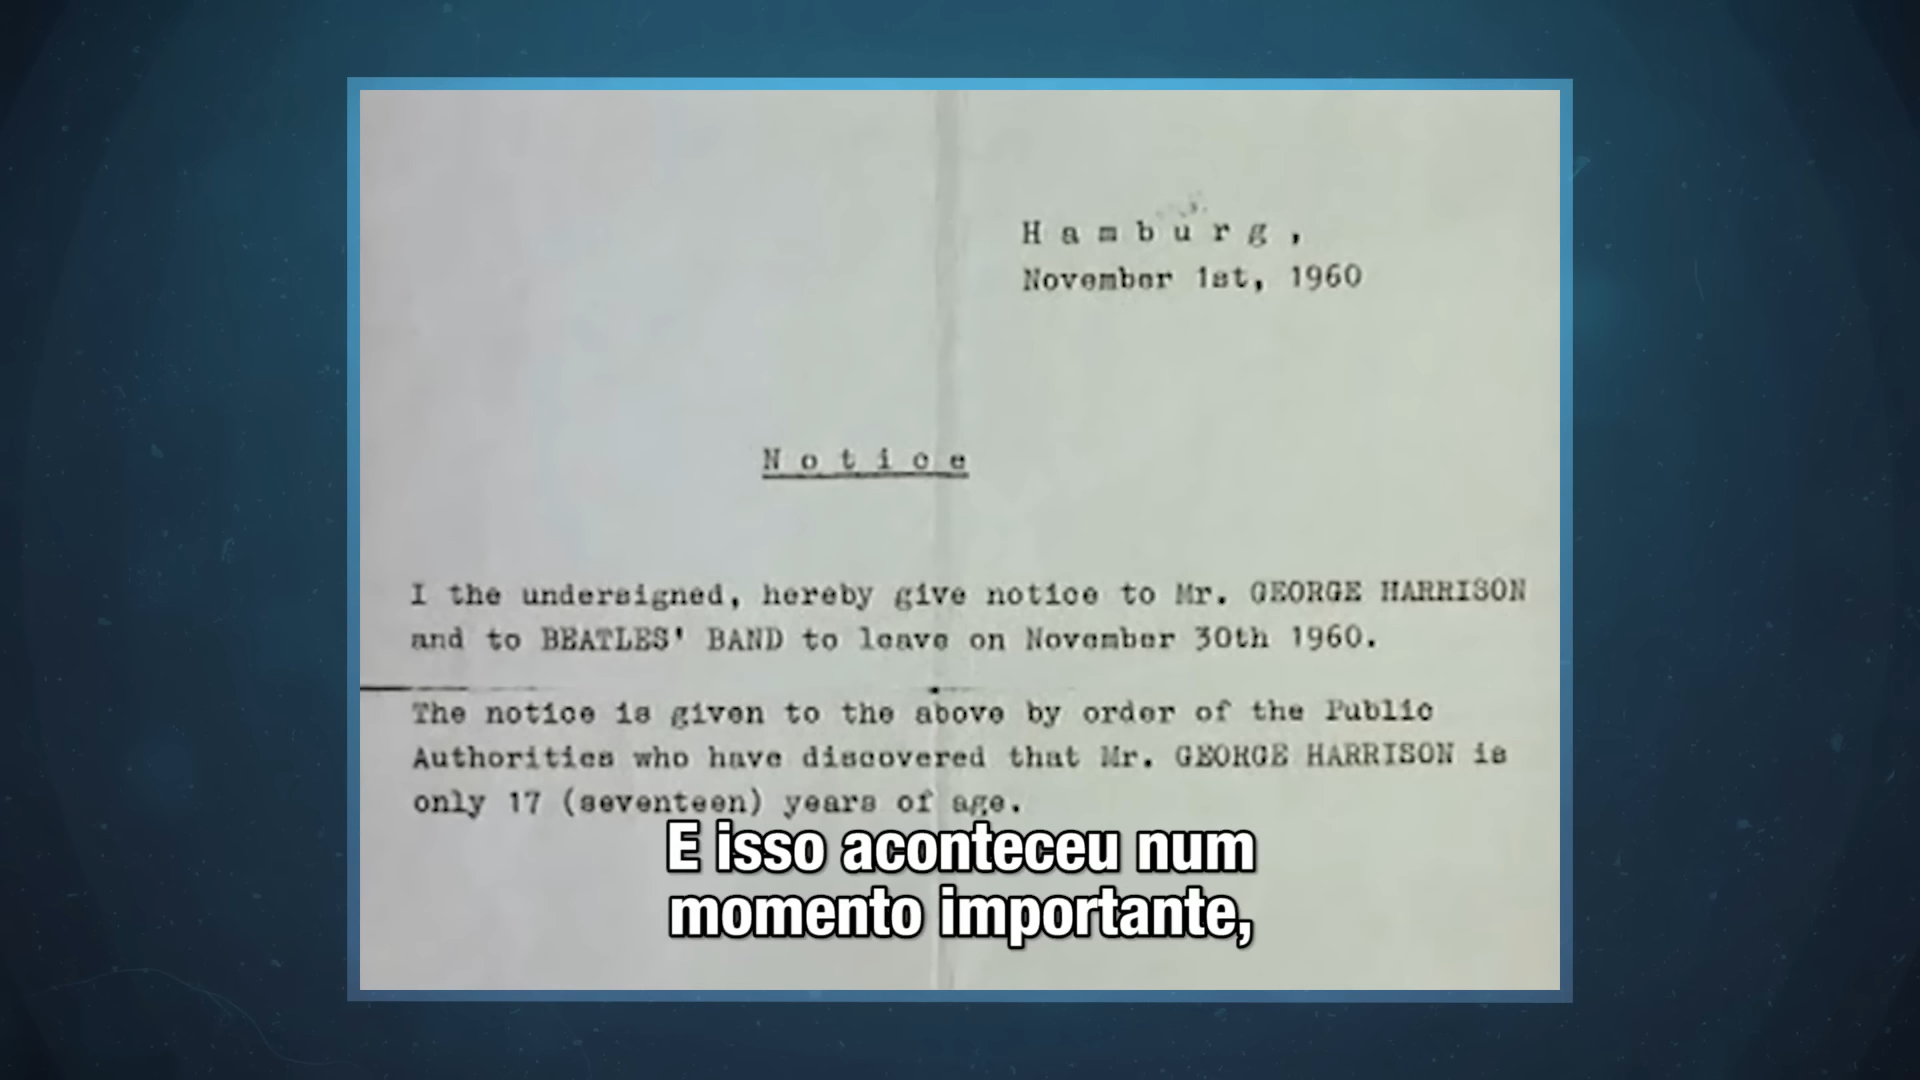 H a m b u r g ,
November 1st, 1960
N o t i c e
I the undersigned, hereby give notice to Mr. GEORGE HARRISON
and to BEATLES' BAND to leave on November 30th 1960.
The notice is given to the above by order of the Public
Authorities who have discovered that Mr. GEORGE HARRISON is
only 17 (seventeen) years of age.
E isso aconteceu num
momento importante,